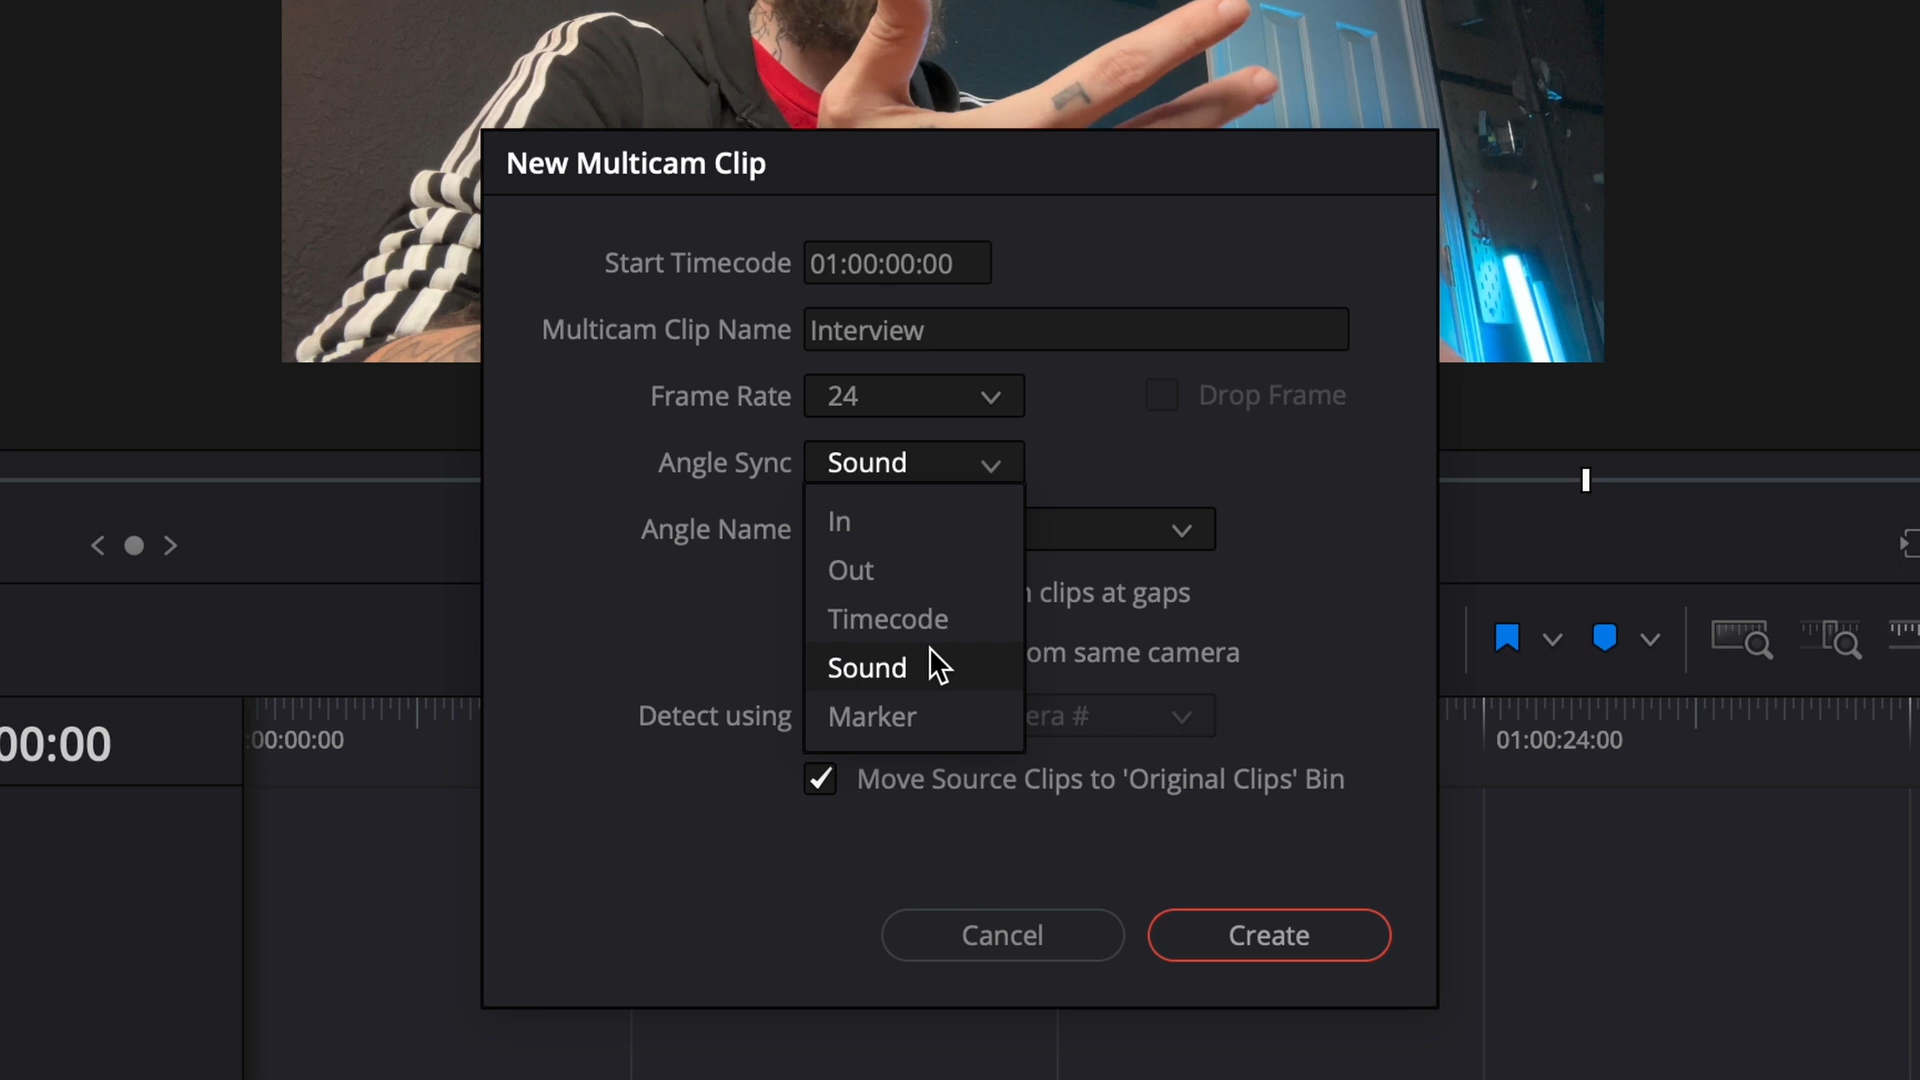 New Multicam Clip
Start Timecode 01:00:00:00
Multicam Clip Name Interview
Frame Rate 24 Drop Frame
Angle Sync Sound
In
Angle Name
Out
clips at gaps
Timecode
same camera
Sound
Detect using #
Marker
00:00
:00:00:00
01:00:24:00
Move Source Clips to 'Original Clips' Bin
Cancel Create